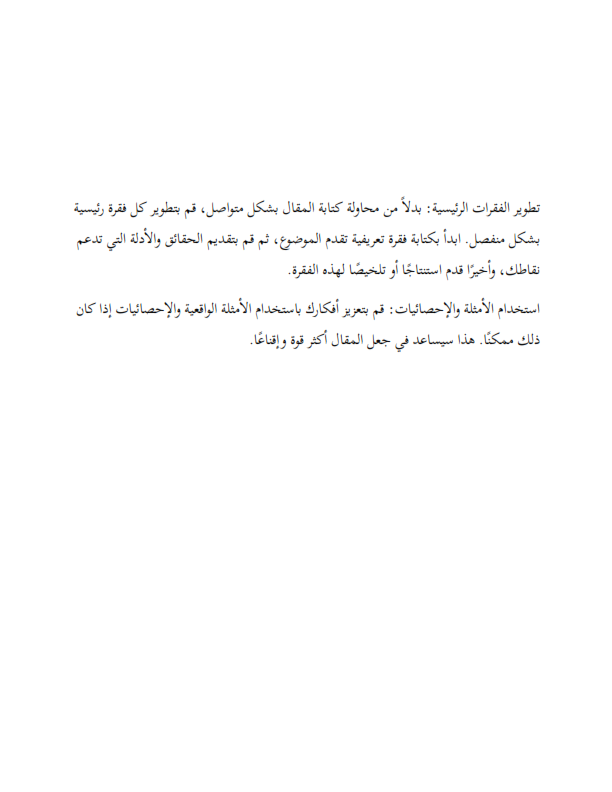 تطوير الفقرات الرئيسية: بدلاً من محاولة كتابة المقال بشكل متواصل، قم بتطوير كل فقرة رئيسية
بشكل منفصل. ابدأ بكتابة فقرة تعريفية تقدم الموضوع، ثم قم بتقديم الحقائق والأدلة التي تدعم
نقاطك، وأخيرًا قدم استنتاجًا أو تلخيصًا لهذه الفقرة.
استخدام الأمثلة والإحصائيات: قم بتعزيز أفكارك باستخدام الأمثلة الواقعية والإحصائيات إذا كان
ذلك ممكنًا. هذا سيساعد في جعل المقال أكثر قوة وإقناعًا.